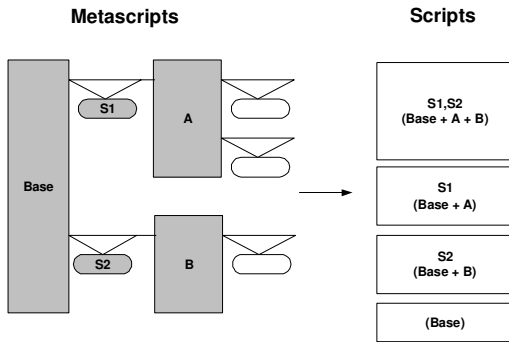 Metascripts
Scripts
S1
A
Base
S2
B
S1,S2
(Base + A + B)
S1
(Base + A)
S2
(Base + B)
(Base)